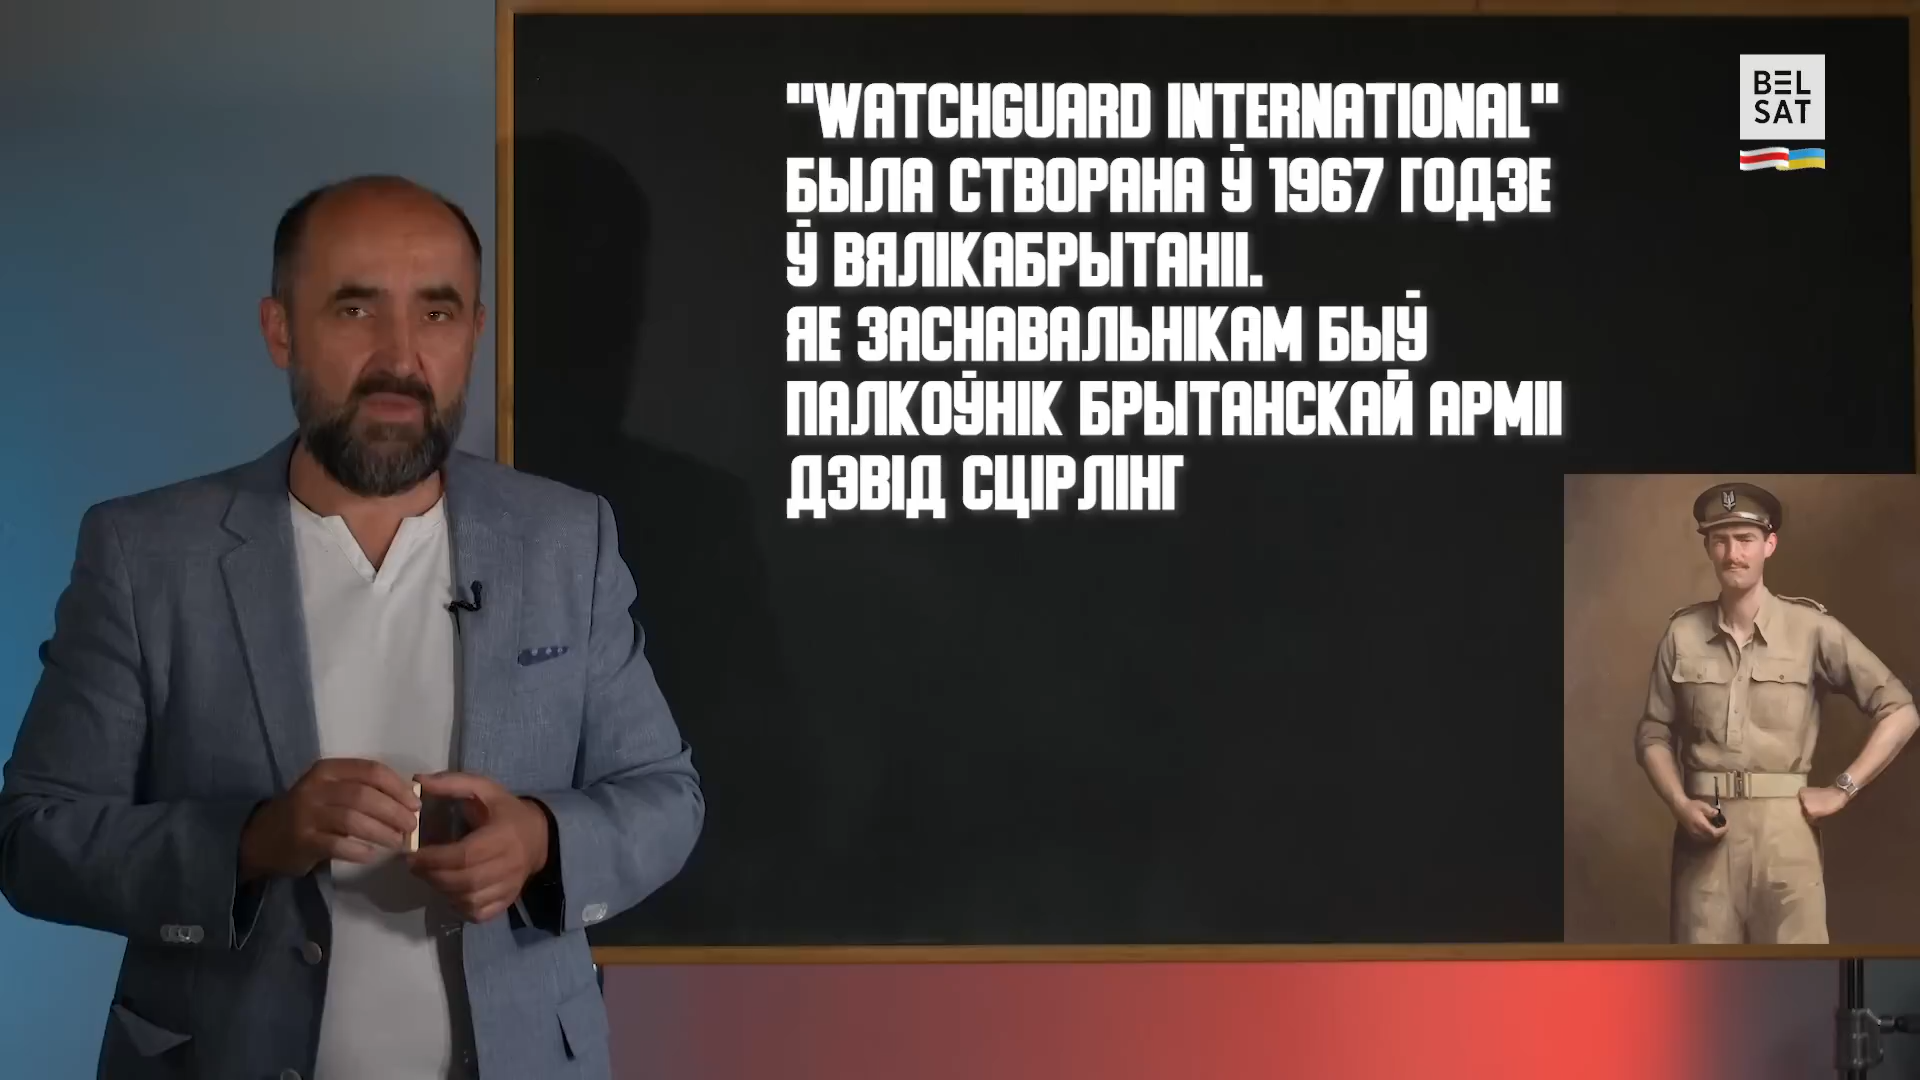 "WATCHGUARD INTERNATIONAL"
БЫЛА СТВОРАНА Ў 1967 ГОДЗЕ
Ў ВЯЛІКАБРЫТАНІІ.
ЯЕ ЗАСНАВАЛЬНІКАМ БЫЎ
ПАЛКОЎНІК БРЫТАНСКАЙ АРМІІ
ДЭВІД СЦІРЛІНГ
BEL
SAT